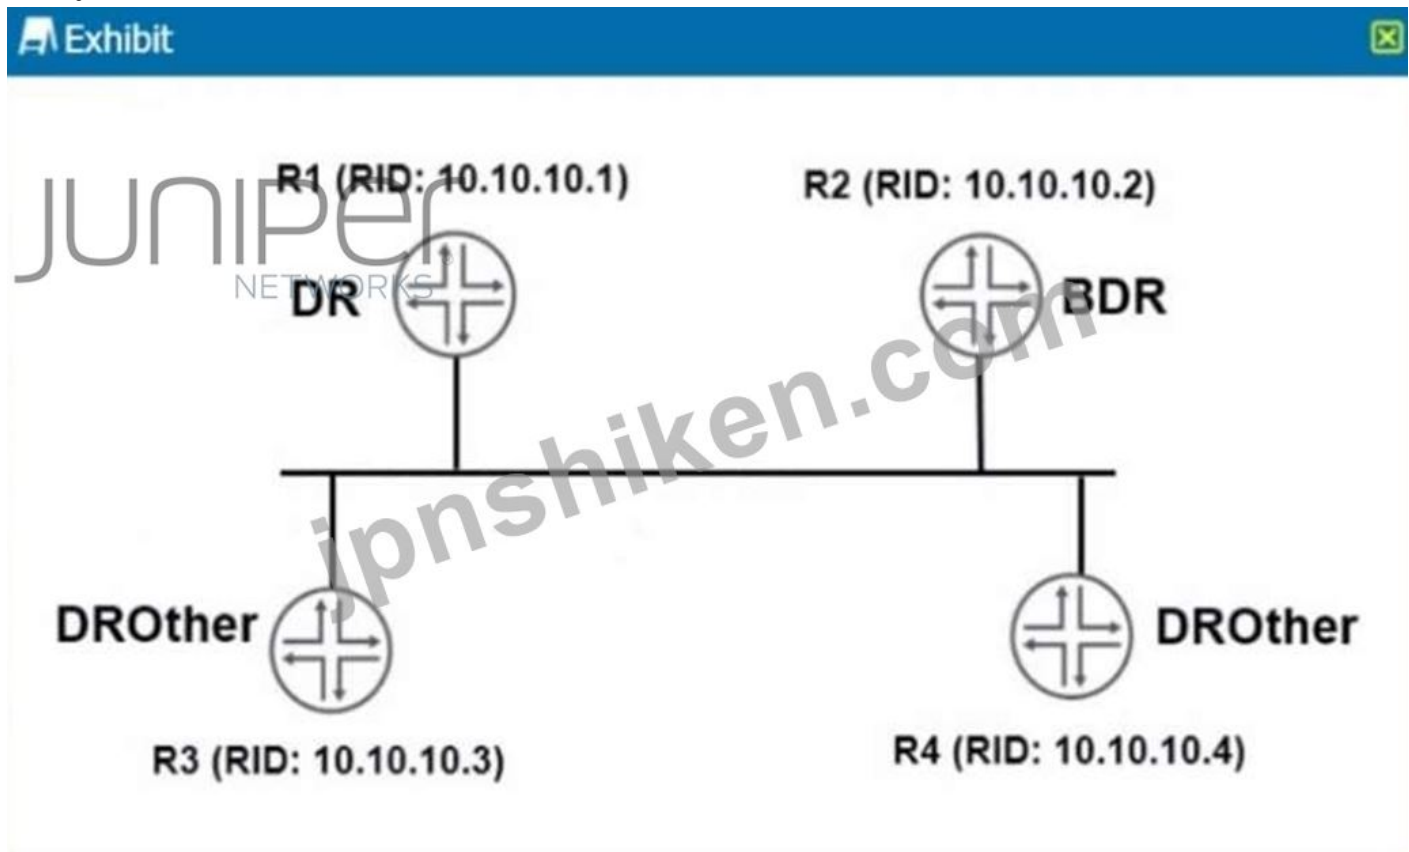 Exhibit
R1 (RID: 10.10.10.1)
R2 (RID: 10.10.10.2)
JUNIPER
NETWORKS
DR
BDR
jpnshiken.com
DROther
DROther
R3 (RID: 10.10.10.3)
R4 (RID: 10.10.10.4)